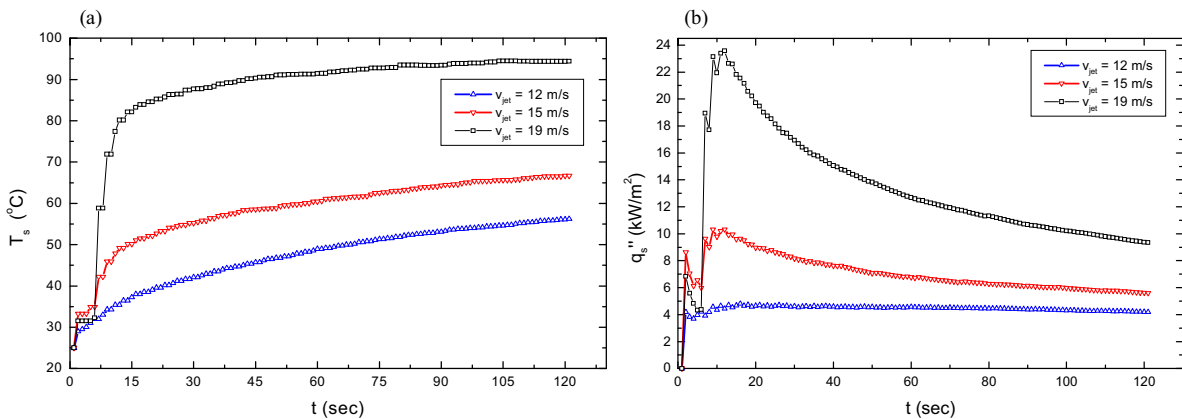 (a)
100
90
80
70
60
50
40
30
20
T_s (°C)
0 15 30 45 60 75 90 105 120
t (sec)
v_jet = 12 m/s
v_jet = 15 m/s
v_jet = 19 m/s
(b)
24
22
20
18
16
14
12
10
8
6
4
2
0
q_s'' (kW/m²)
0 20 40 60 80 100 120
t (sec)
v_jet = 12 m/s
v_jet = 15 m/s
v_jet = 19 m/s